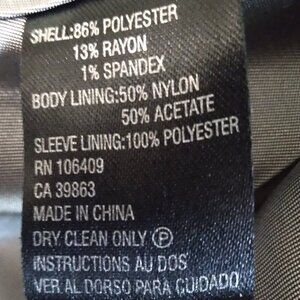 SHELL:86% POLYESTER
13% RAYON
1% SPANDEX
BODY LINING:50% NYLON
50% ACETATE
SLEEVE LINING:100% POLYESTER
RN 106409
CA 39863
MADE IN CHINA
DRY CLEAN ONLY Ⓟ
INSTRUCTIONS AU DOS
VER AL DORSO PARA CUIDADO